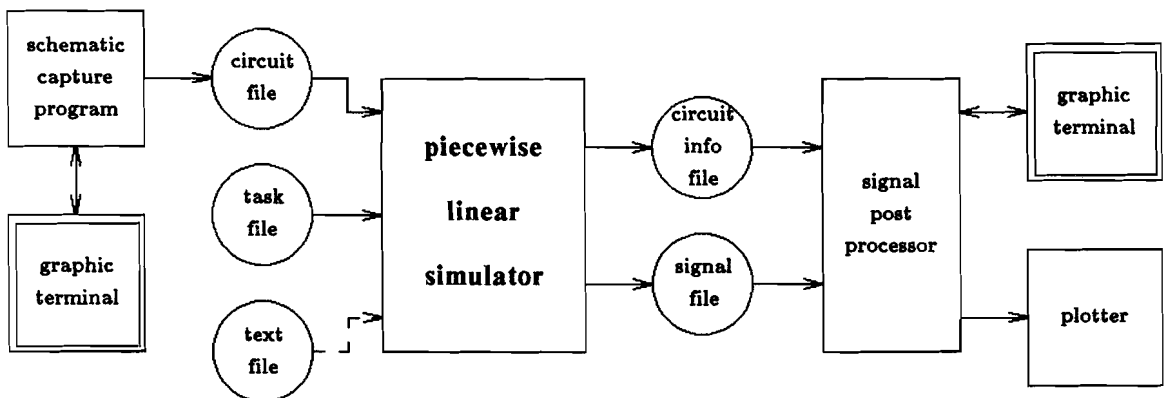 schematic
capture
program
graphic
terminal
circuit
file
task
file
text
file
piecewise
linear
simulator
circuit
info
file
signal
file
signal
post
processor
graphic
terminal
plotter